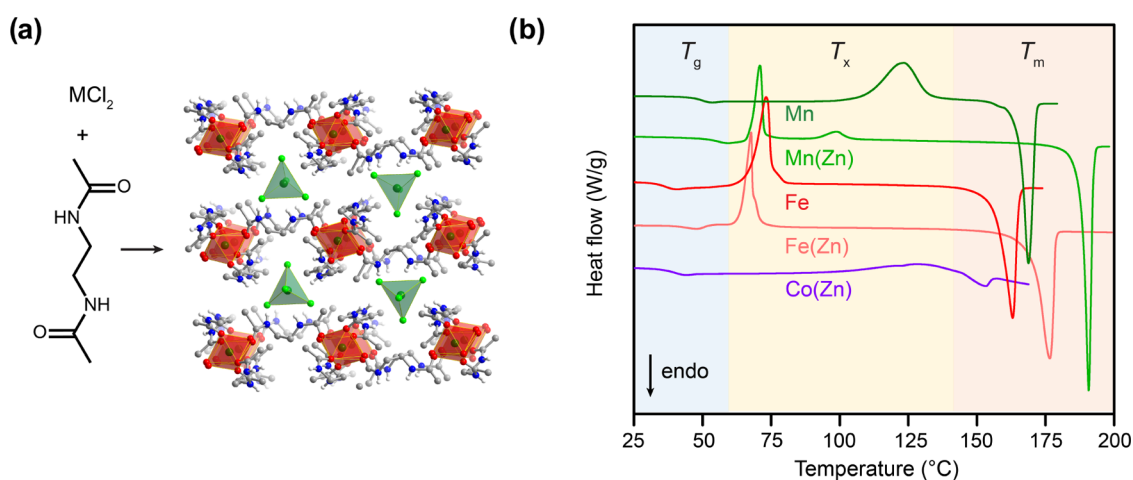 (a)
MCl₂
+
O
HN
NH
O
(b)
Tg
Tx
Tm
Mn
Mn(Zn)
Fe
Fe(Zn)
Co(Zn)
endo
Heat flow (W/g)
25 50 75 100 125 150 175 200
Temperature (°C)